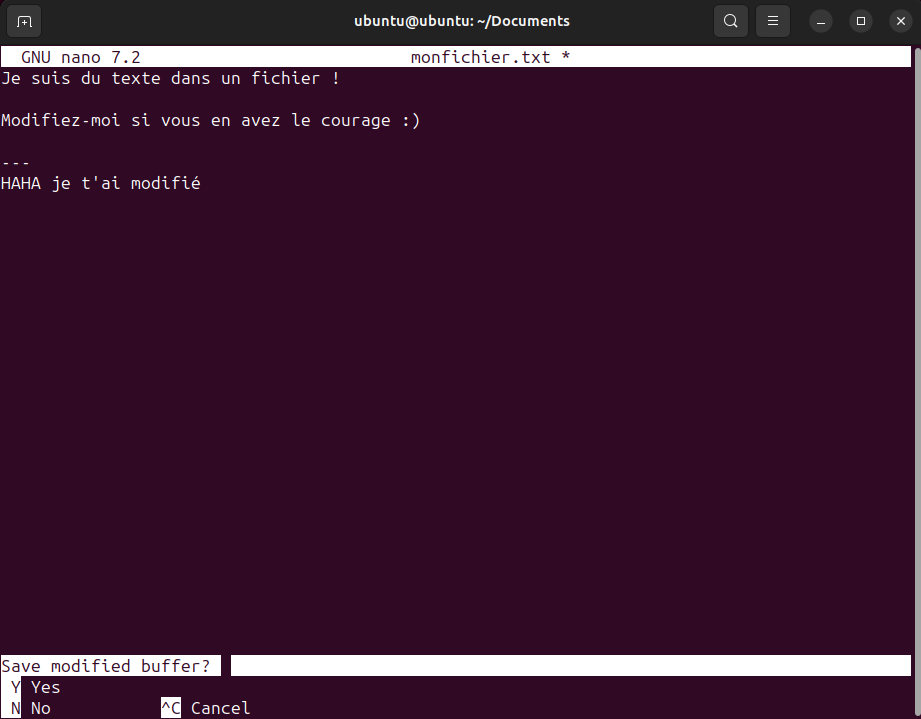 ubuntu@ubuntu: ~/Documents
GNU nano 7.2 monfichier.txt *
Je suis du texte dans un fichier !
Modifiez-moi si vous en avez le courage :)
---
HAHA je t'ai modifié
Save modified buffer?
Y Yes
N No ^C Cancel